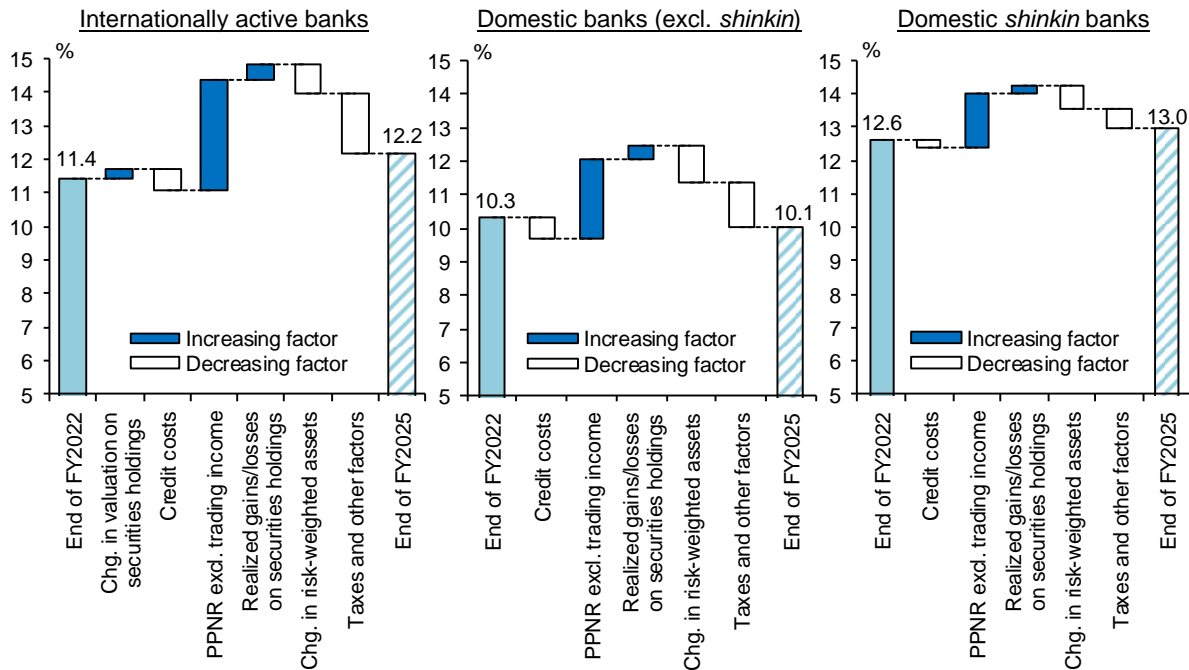 Internationally active banks
%
15
14
13
12
11
10
9
8
7
6
5
11.4
12.2
Increasing factor
Decreasing factor
End of FY2022
Chg. in valuation on
securities holdings
Credit costs
PPNR excl. trading income
Realized gains/losses
on securities holdings
Chg. in risk-weighted assets
Taxes and other factors
End of FY2025
Domestic banks (excl. shinkin)
%
15
14
13
12
11
10
9
8
7
6
5
10.3
10.1
Increasing factor
Decreasing factor
End of FY2022
Credit costs
PPNR excl. trading income
Realized gains/losses
on securities holdings
Chg. in risk-weighted assets
Taxes and other factors
End of FY2025
Domestic shinkin banks
%
15
14
13
12
11
10
9
8
7
6
5
12.6
13.0
Increasing factor
Decreasing factor
End of FY2022
Credit costs
PPNR excl. trading income
Realized gains/losses
on securities holdings
Chg. in risk-weighted assets
Taxes and other factors
End of FY2025